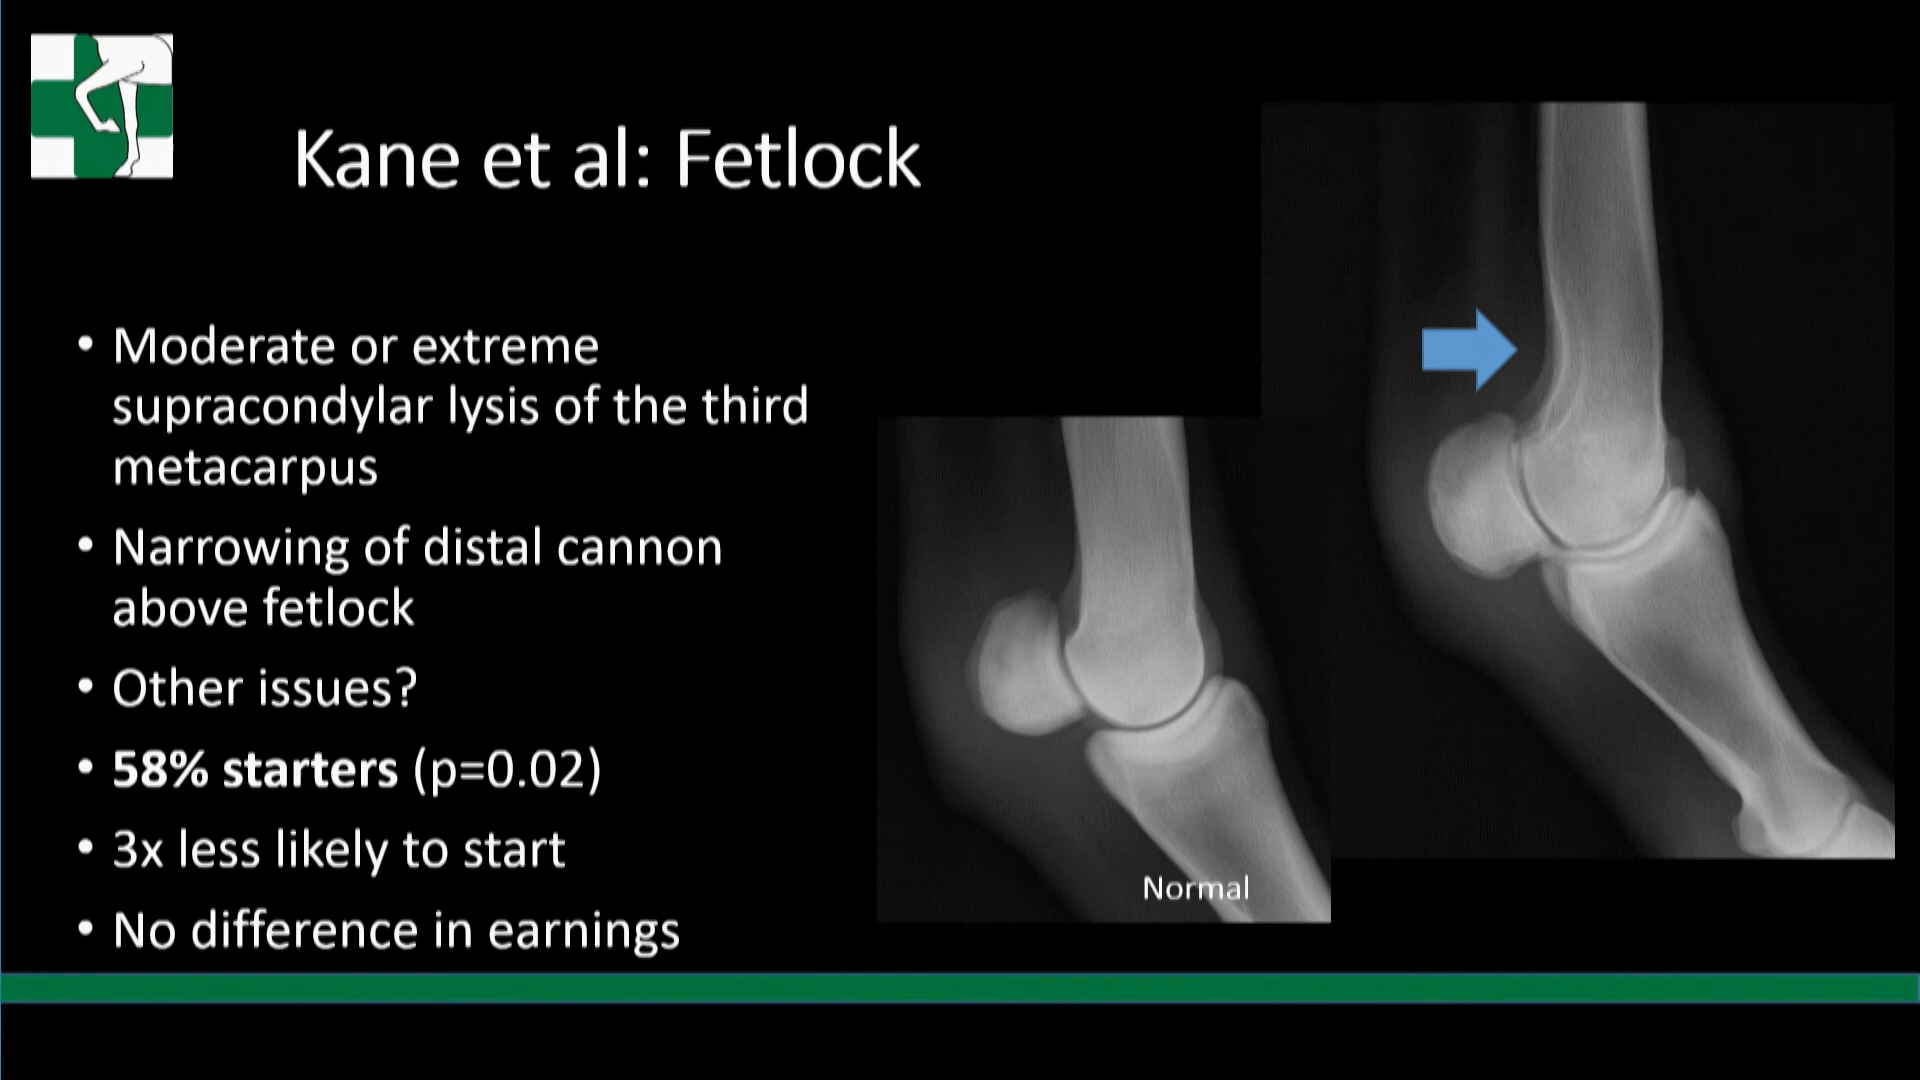 Kane et al: Fetlock
• Moderate or extreme
supracondylar lysis of the third
metacarpus
• Narrowing of distal cannon
above fetlock
• Other issues?
• 58% starters (p=0.02)
• 3x less likely to start
• No difference in earnings
Normal